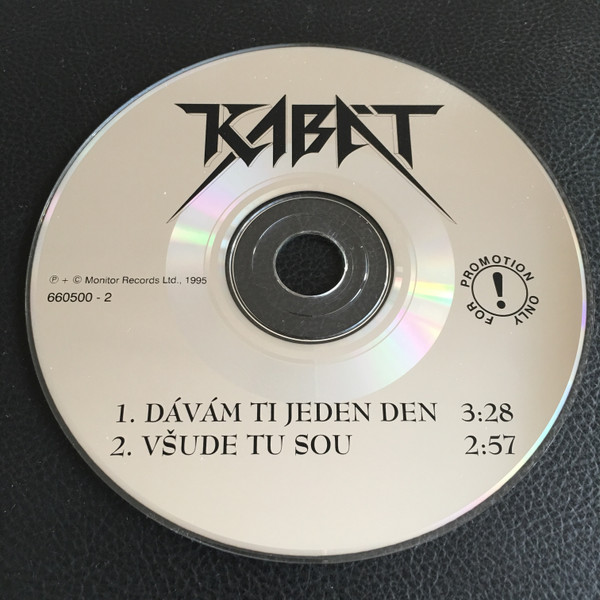 KABÁT
℗ + © Monitor Records Ltd., 1995
660500 - 2
FOR PROMOTION ONLY
!
1. DÁVÁM TI JEDEN DEN 3:28
2. VŠUDE TU SOU 2:57